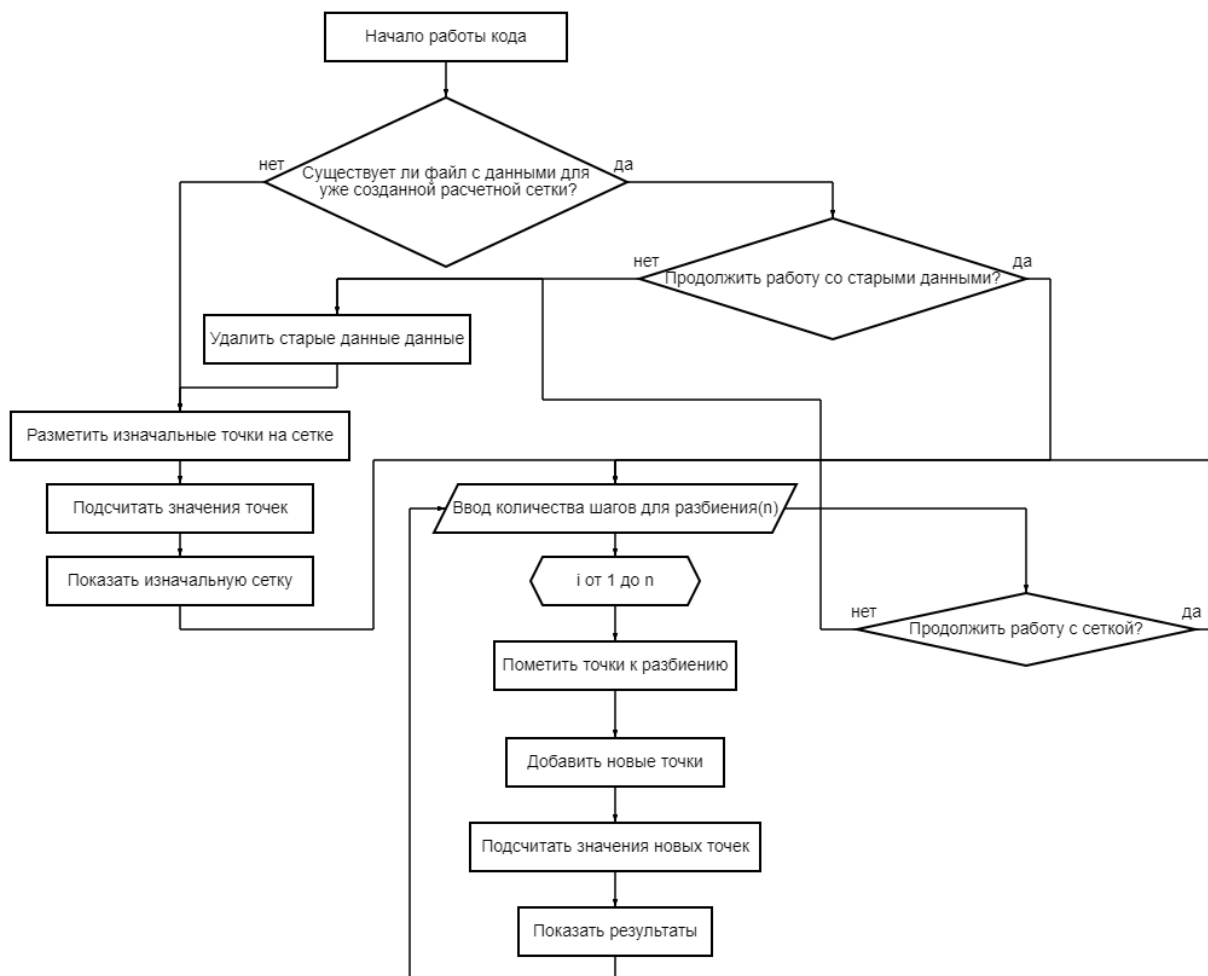 Начало работы кода
нет
да
Существует ли файл с данными для
уже созданной расчетной сетки?
нет
да
Продолжить работу со старыми данными?
Удалить старые данные данные
Разметить изначальные точки на сетке
Подсчитать значения точек
Ввод количества шагов для разбиения(n)
Показать изначальную сетку
i от 1 до n
нет
да
Продолжить работу с сеткой?
Пометить точки к разбиению
Добавить новые точки
Подсчитать значения новых точек
Показать результаты